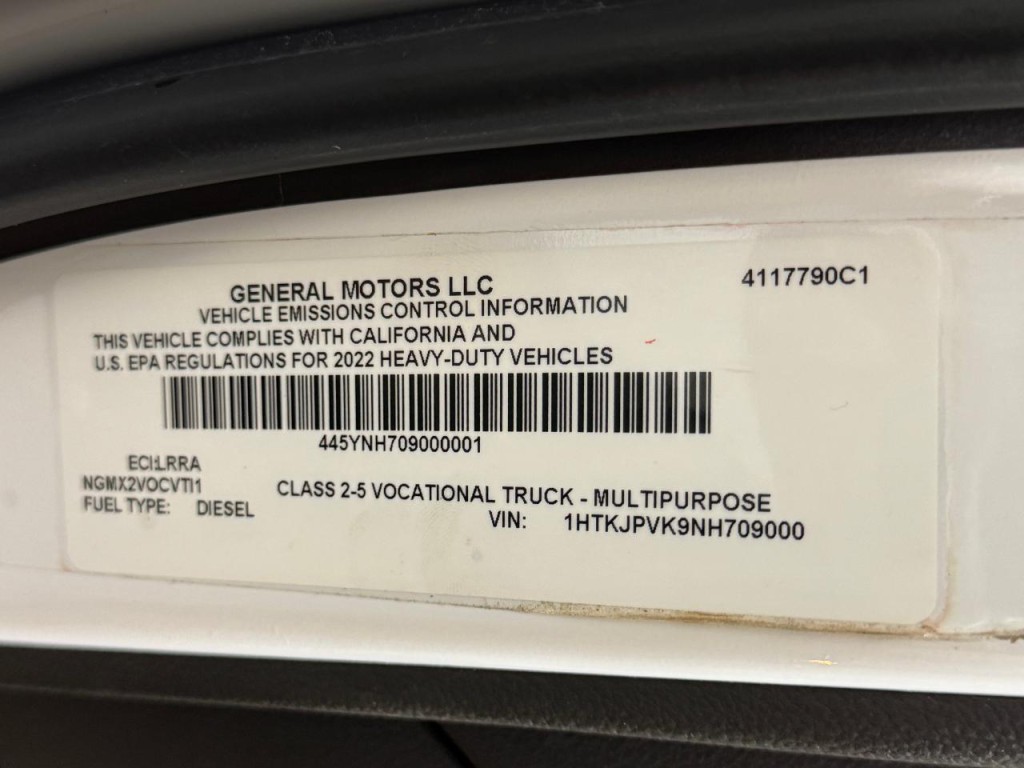 GENERAL MOTORS LLC
4117790C1
VEHICLE EMISSIONS CONTROL INFORMATION
THIS VEHICLE COMPLIES WITH CALIFORNIA AND
U.S. EPA REGULATIONS FOR 2022 HEAVY-DUTY VEHICLES
445YNH709000001
ECI:LRRA
NGMX2VOCVTI1
CLASS 2-5 VOCATIONAL TRUCK - MULTIPURPOSE
FUEL TYPE: DIESEL
VIN: 1HTKJPVK9NH709000